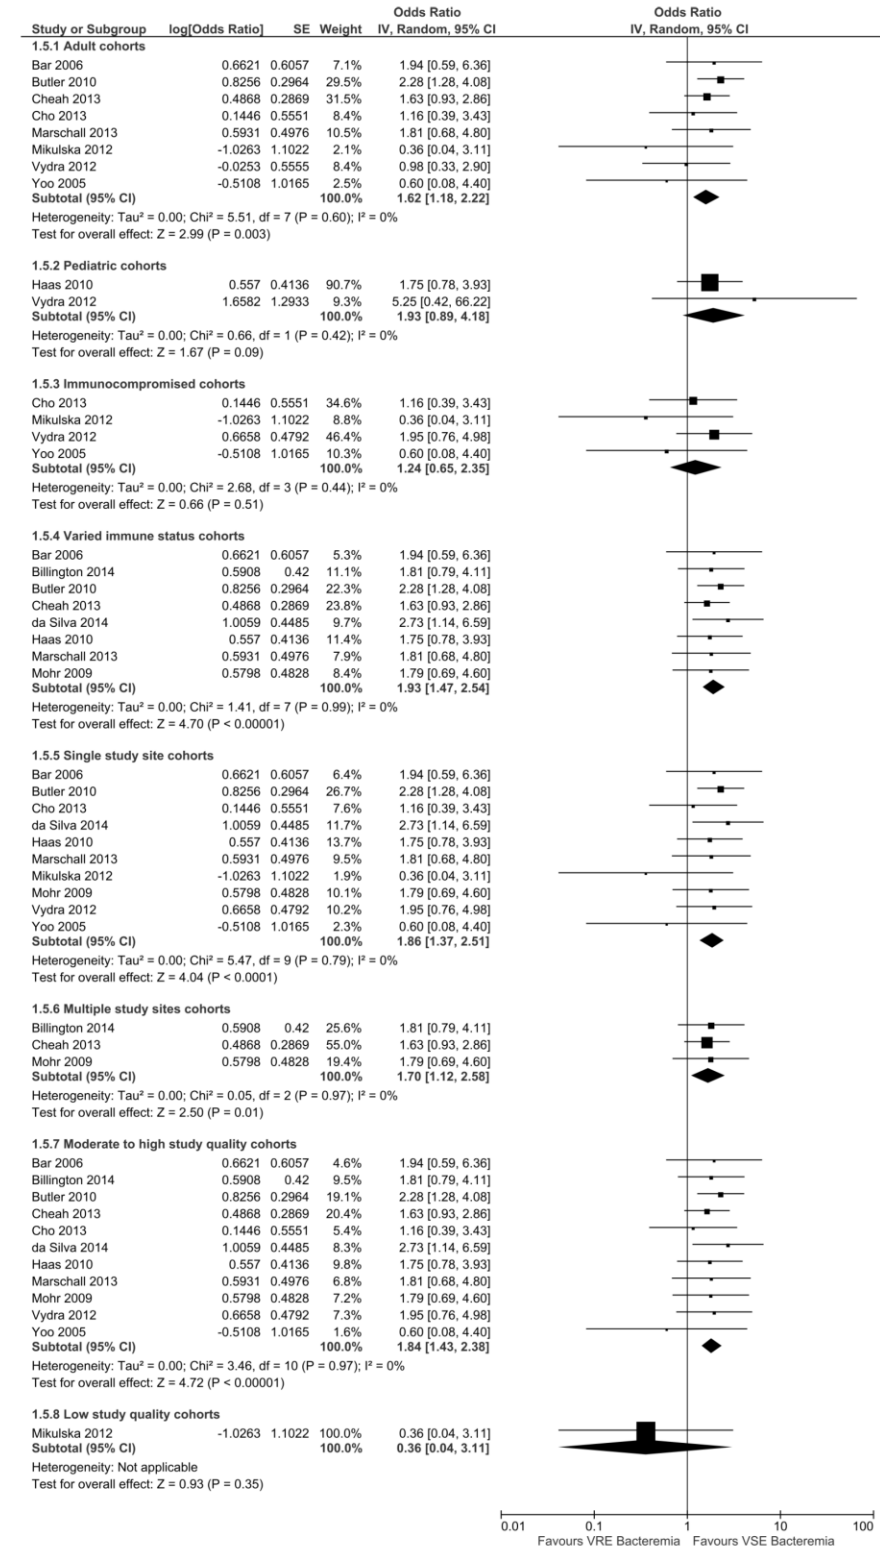 Odds Ratio Odds Ratio
Study or Subgroup log[Odds Ratio] SE Weight IV, Random, 95% CI IV, Random, 95% CI
1.5.1 Adult cohorts
Bar 2006 0.6621 0.6057 7.1% 1.94 [0.59, 6.36]
Butler 2010 0.8256 0.2964 29.5% 2.28 [1.28, 4.08]
Cheah 2013 0.4868 0.2869 31.5% 1.63 [0.93, 2.86]
Cho 2013 0.1446 0.5551 8.4% 1.16 [0.39, 3.43]
Marschall 2013 0.5931 0.4976 10.5% 1.81 [0.68, 4.80]
Mikulska 2012 -1.0263 1.1022 2.1% 0.36 [0.04, 3.11]
Vydra 2012 -0.0253 0.5555 8.4% 0.98 [0.33, 2.90]
Yoo 2005 -0.5108 1.0165 2.5% 0.60 [0.08, 4.40]
Subtotal (95% CI) 100.0% 1.62 [1.18, 2.22]
Heterogeneity: Tau² = 0.00; Chi² = 5.51, df = 7 (P = 0.60); I² = 0%
Test for overall effect: Z = 2.99 (P = 0.003)
1.5.2 Pediatric cohorts
Haas 2010 0.557 0.4136 90.7% 1.75 [0.78, 3.93]
Vydra 2012 1.6582 1.2933 9.3% 5.25 [0.42, 66.22]
Subtotal (95% CI) 100.0% 1.93 [0.89, 4.18]
Heterogeneity: Tau² = 0.00; Chi² = 0.66, df = 1 (P = 0.42); I² = 0%
Test for overall effect: Z = 1.67 (P = 0.09)
1.5.3 Immunocompromised cohorts
Cho 2013 0.1446 0.5551 34.6% 1.16 [0.39, 3.43]
Mikulska 2012 -1.0263 1.1022 8.8% 0.36 [0.04, 3.11]
Vydra 2012 0.6658 0.4792 46.4% 1.95 [0.76, 4.98]
Yoo 2005 -0.5108 1.0165 10.3% 0.60 [0.08, 4.40]
Subtotal (95% CI) 100.0% 1.24 [0.65, 2.35]
Heterogeneity: Tau² = 0.00; Chi² = 2.68, df = 3 (P = 0.44); I² = 0%
Test for overall effect: Z = 0.66 (P = 0.51)
1.5.4 Varied immune status cohorts
Bar 2006 0.6621 0.6057 5.3% 1.94 [0.59, 6.36]
Billington 2014 0.5908 0.42 11.1% 1.81 [0.79, 4.11]
Butler 2010 0.8256 0.2964 22.3% 2.28 [1.28, 4.08]
Cheah 2013 0.4868 0.2869 23.8% 1.63 [0.93, 2.86]
da Silva 2014 1.0059 0.4485 9.7% 2.73 [1.14, 6.59]
Haas 2010 0.557 0.4136 11.4% 1.75 [0.78, 3.93]
Marschall 2013 0.5931 0.4976 7.9% 1.81 [0.68, 4.80]
Mohr 2009 0.5798 0.4828 8.4% 1.79 [0.69, 4.60]
Subtotal (95% CI) 100.0% 1.93 [1.47, 2.54]
Heterogeneity: Tau² = 0.00; Chi² = 1.41, df = 7 (P = 0.99); I² = 0%
Test for overall effect: Z = 4.70 (P < 0.00001)
1.5.5 Single study site cohorts
Bar 2006 0.6621 0.6057 6.4% 1.94 [0.59, 6.36]
Butler 2010 0.8256 0.2964 26.7% 2.28 [1.28, 4.08]
Cho 2013 0.1446 0.5551 7.6% 1.16 [0.39, 3.43]
da Silva 2014 1.0059 0.4485 11.7% 2.73 [1.14, 6.59]
Haas 2010 0.557 0.4136 13.7% 1.75 [0.78, 3.93]
Marschall 2013 0.5931 0.4976 9.5% 1.81 [0.68, 4.80]
Mikulska 2012 -1.0263 1.1022 1.9% 0.36 [0.04, 3.11]
Mohr 2009 0.5798 0.4828 10.1% 1.79 [0.69, 4.60]
Vydra 2012 0.6658 0.4792 10.2% 1.95 [0.76, 4.98]
Yoo 2005 -0.5108 1.0165 2.3% 0.60 [0.08, 4.40]
Subtotal (95% CI) 100.0% 1.86 [1.37, 2.51]
Heterogeneity: Tau² = 0.00; Chi² = 5.47, df = 9 (P = 0.79); I² = 0%
Test for overall effect: Z = 4.04 (P < 0.0001)
1.5.6 Multiple study sites cohorts
Billington 2014 0.5908 0.42 25.6% 1.81 [0.79, 4.11]
Cheah 2013 0.4868 0.2869 55.0% 1.63 [0.93, 2.86]
Mohr 2009 0.5798 0.4828 19.4% 1.79 [0.69, 4.60]
Subtotal (95% CI) 100.0% 1.70 [1.12, 2.58]
Heterogeneity: Tau² = 0.00; Chi² = 0.05, df = 2 (P = 0.97); I² = 0%
Test for overall effect: Z = 2.50 (P = 0.01)
1.5.7 Moderate to high study quality cohorts
Bar 2006 0.6621 0.6057 4.6% 1.94 [0.59, 6.36]
Billington 2014 0.5908 0.42 9.5% 1.81 [0.79, 4.11]
Butler 2010 0.8256 0.2964 19.1% 2.28 [1.28, 4.08]
Cheah 2013 0.4868 0.2869 20.4% 1.63 [0.93, 2.86]
Cho 2013 0.1446 0.5551 5.4% 1.16 [0.39, 3.43]
da Silva 2014 1.0059 0.4485 8.3% 2.73 [1.14, 6.59]
Haas 2010 0.557 0.4136 9.8% 1.75 [0.78, 3.93]
Marschall 2013 0.5931 0.4976 6.8% 1.81 [0.68, 4.80]
Mohr 2009 0.5798 0.4828 7.2% 1.79 [0.69, 4.60]
Vydra 2012 0.6658 0.4792 7.3% 1.95 [0.76, 4.98]
Yoo 2005 -0.5108 1.0165 1.6% 0.60 [0.08, 4.40]
Subtotal (95% CI) 100.0% 1.84 [1.43, 2.38]
Heterogeneity: Tau² = 0.00; Chi² = 3.46, df = 10 (P = 0.97); I² = 0%
Test for overall effect: Z = 4.72 (P < 0.00001)
1.5.8 Low study quality cohorts
Mikulska 2012 -1.0263 1.1022 100.0% 0.36 [0.04, 3.11]
Subtotal (95% CI) 100.0% 0.36 [0.04, 3.11]
Heterogeneity: Not applicable
Test for overall effect: Z = 0.93 (P = 0.35)
0.01 0.1 1 10 100
Favours VRE Bacteremia Favours VSE Bacteremia